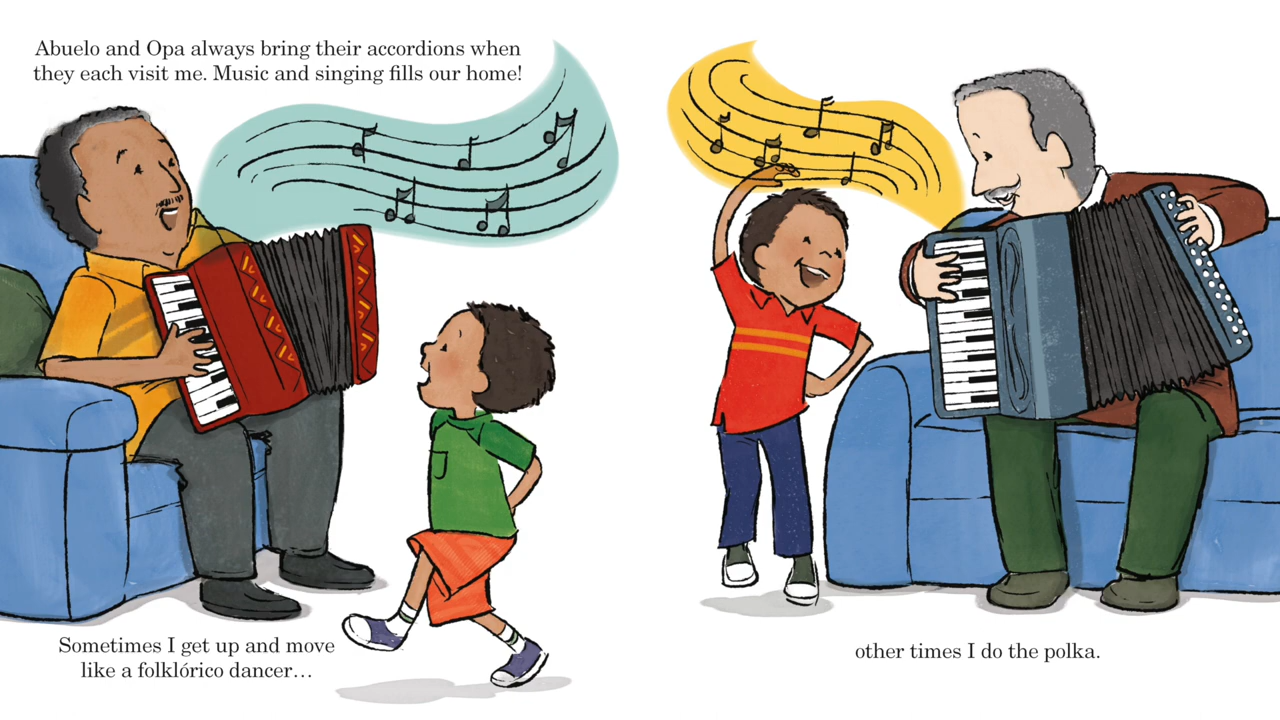 Abuelo and Opa always bring their accordions when
they each visit me. Music and singing fills our home!
Sometimes I get up and move
like a folklórico dancer…
other times I do the polka.